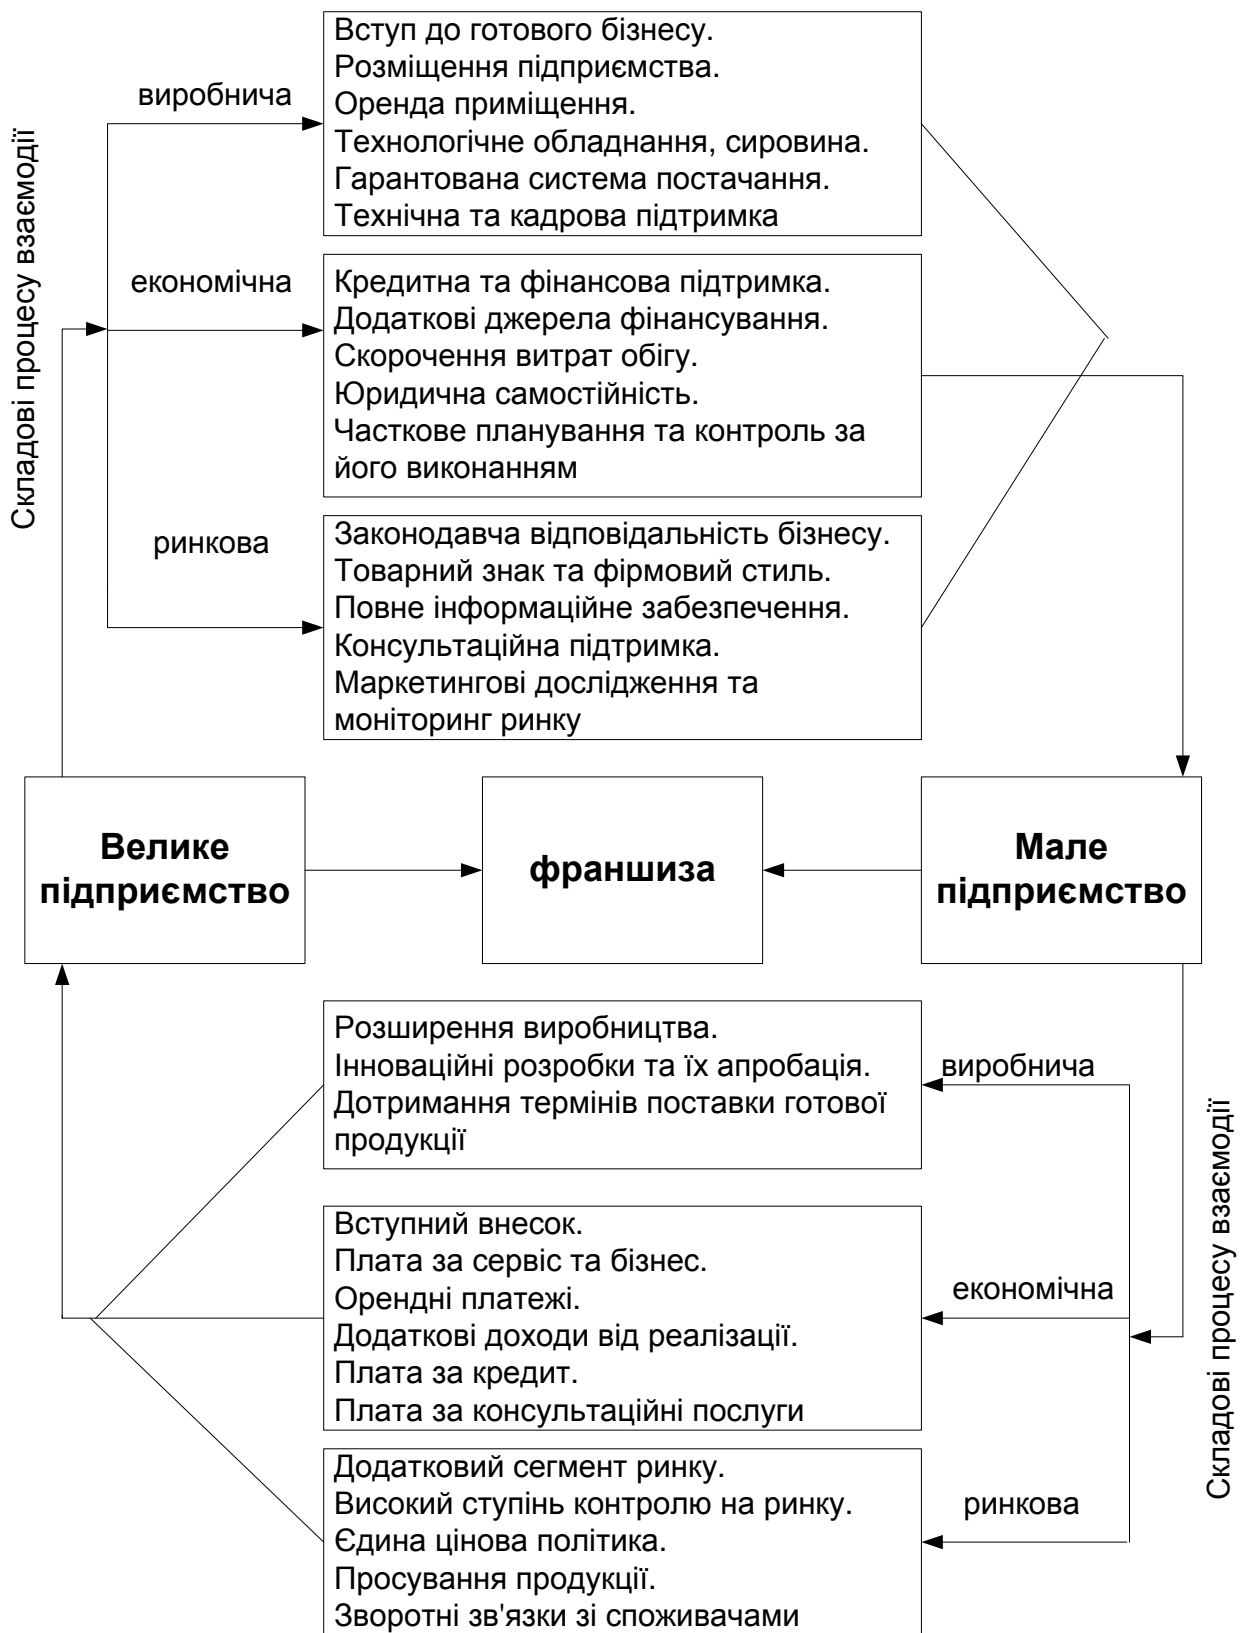 Вступ до готового бізнесу.
Розміщення підприємства.
Оренда приміщення.
Технологічне обладнання, сировина.
Гарантована система постачання.
Технічна та кадрова підтримка
виробнича
Складові процесу взаємодії
економічна
Кредитна та фінансова підтримка.
Додаткові джерела фінансування.
Скорочення витрат обігу.
Юридична самостійність.
Часткове планування та контроль за
його виконанням
ринкова
Законодавча відповідальність бізнесу.
Товарний знак та фірмовий стиль.
Повне інформаційне забезпечення.
Консультаційна підтримка.
Маркетингові дослідження та
моніторинг ринку
Велике
підприємство
франшиза
Мале
підприємство
Розширення виробництва.
Інноваційні розробки та їх апробація.
Дотримання термінів поставки готової
продукції
виробнича
Складові процесу взаємодії
Вступний внесок.
Плата за сервіс та бізнес.
Орендні платежі.
Додаткові доходи від реалізації.
Плата за кредит.
Плата за консультаційні послуги
економічна
Додатковий сегмент ринку.
Високий ступінь контролю на ринку.
Єдина цінова політика.
Просування продукції.
Зворотні зв'язки зі споживачами
ринкова